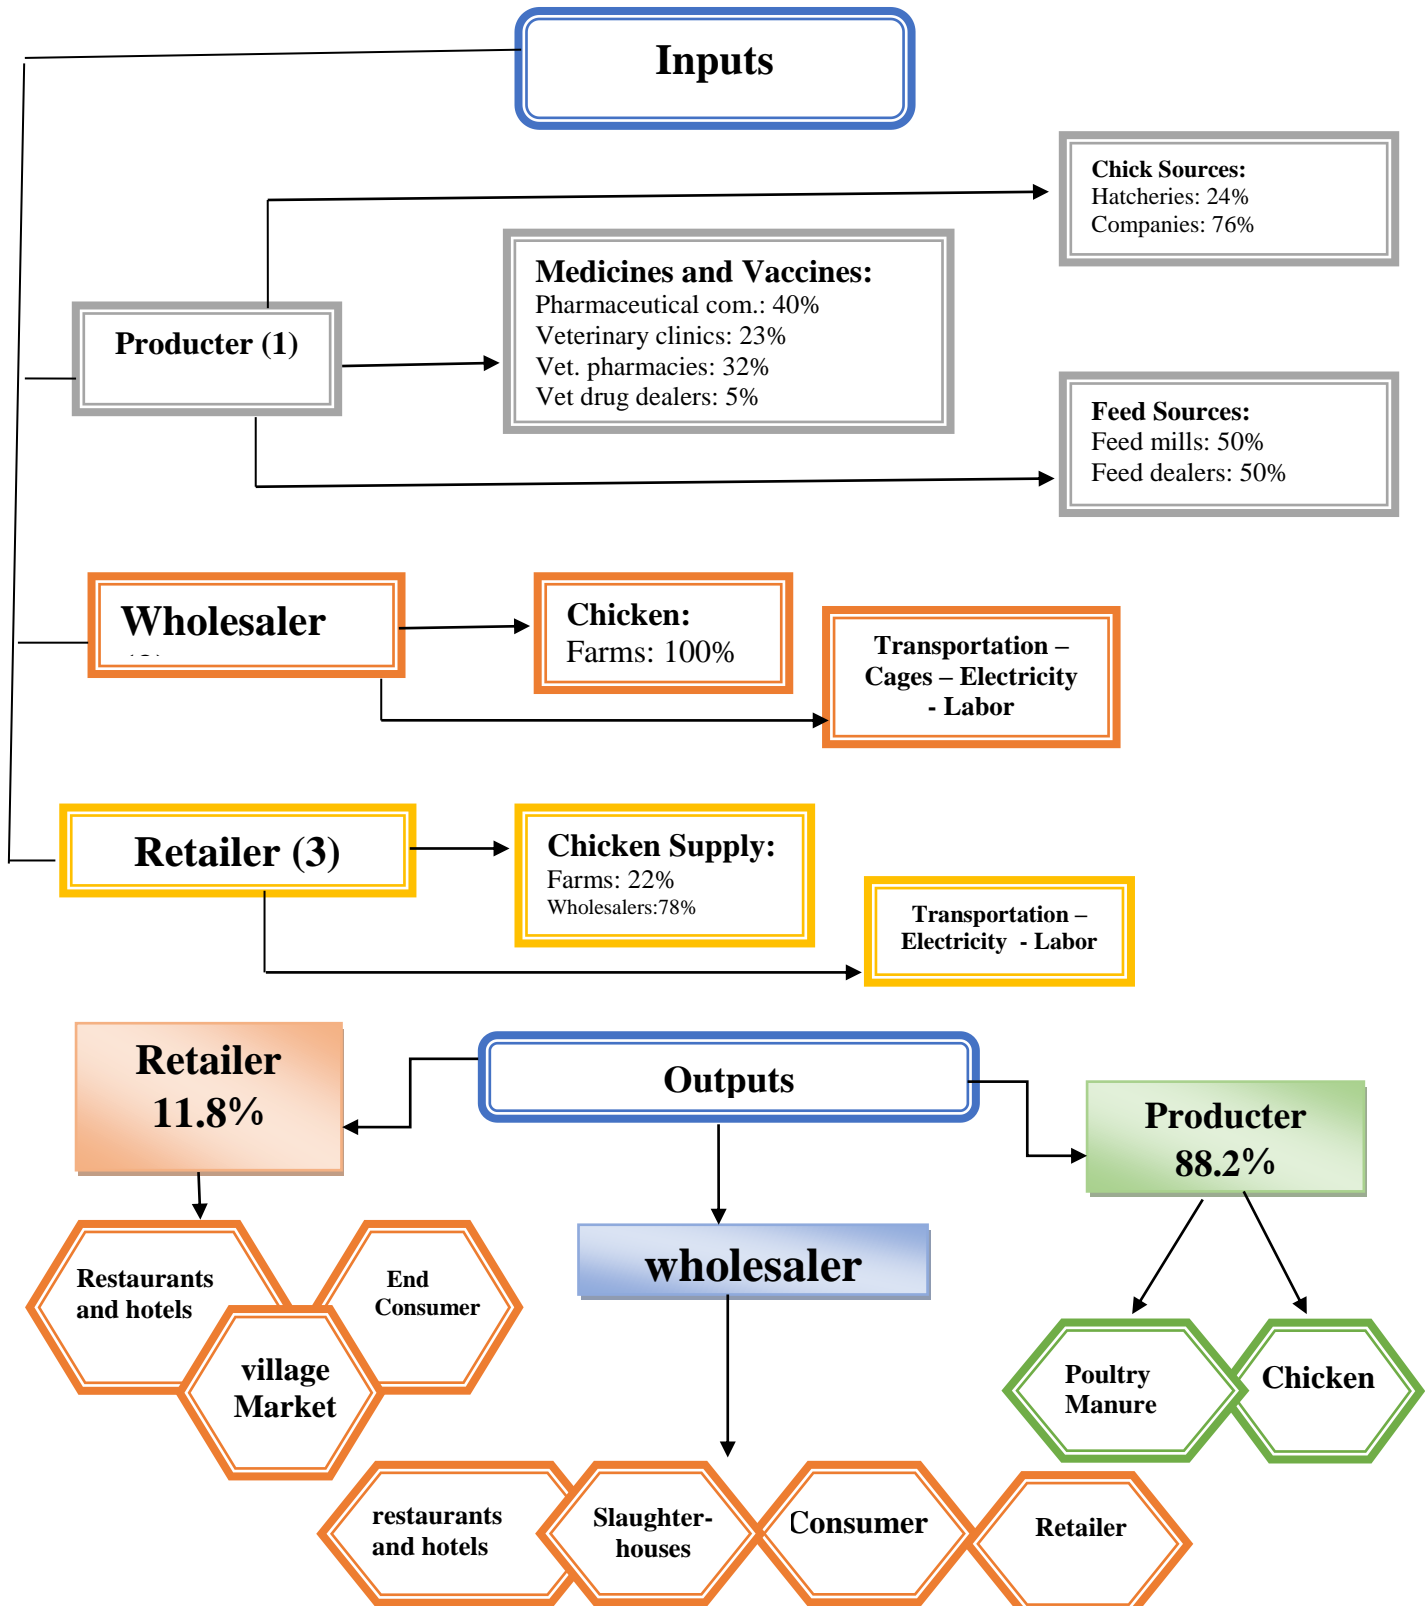 Inputs
Chick Sources:
Hatcheries: 24%
Companies: 76%
Medicines and Vaccines:
Pharmaceutical com.: 40%
Veterinary clinics: 23%
Vet. pharmacies: 32%
Vet drug dealers: 5%
Producter (1)
Feed Sources:
Feed mills: 50%
Feed dealers: 50%
Wholesaler
Chicken:
Farms: 100%
Transportation –
Cages – Electricity
- Labor
Retailer (3)
Chicken Supply:
Farms: 22%
Wholesalers:78%
Transportation –
Electricity - Labor
Retailer
11.8%
Outputs
Producter
88.2%
wholesaler
Restaurants
and hotels
End
Consumer
village
Market
Poultry
Manure
Chicken
restaurants
and hotels
Slaughter-
houses
Consumer
Retailer